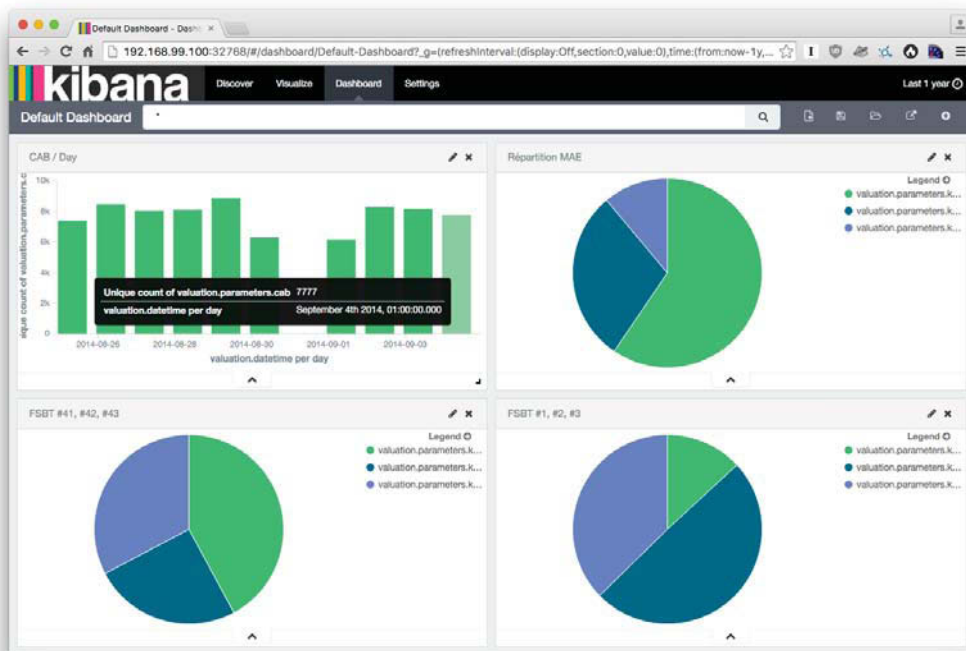 Default Dashboard - Dash
192.168.99.100:32768/#/dashboard/Default-Dashboard?_g=(refreshInterval:(display:Off,section:0,value:0),time:(from:now-1y,...
kibana
Discover Visualize Dashboard Settings
Last 1 year
Default Dashboard
*
CAB / Day
ique count of valuation.parameters.c
10k
8k
6k
4k
2k
0
Unique count of valuation.parameters.cab 7777
valuation.datetime per day September 4th 2014, 01:00:00.000
2014-08-26 2014-08-28 2014-08-30 2014-09-01 2014-09-03
valuation.datetime per day
Répartition MAE
Legend
valuation.parameters.k...
valuation.parameters.k...
valuation.parameters.k...
FSBT #41, #42, #43
Legend
valuation.parameters.k...
valuation.parameters.k...
valuation.parameters.k...
FSBT #1, #2, #3
Legend
valuation.parameters.k...
valuation.parameters.k...
valuation.parameters.k...